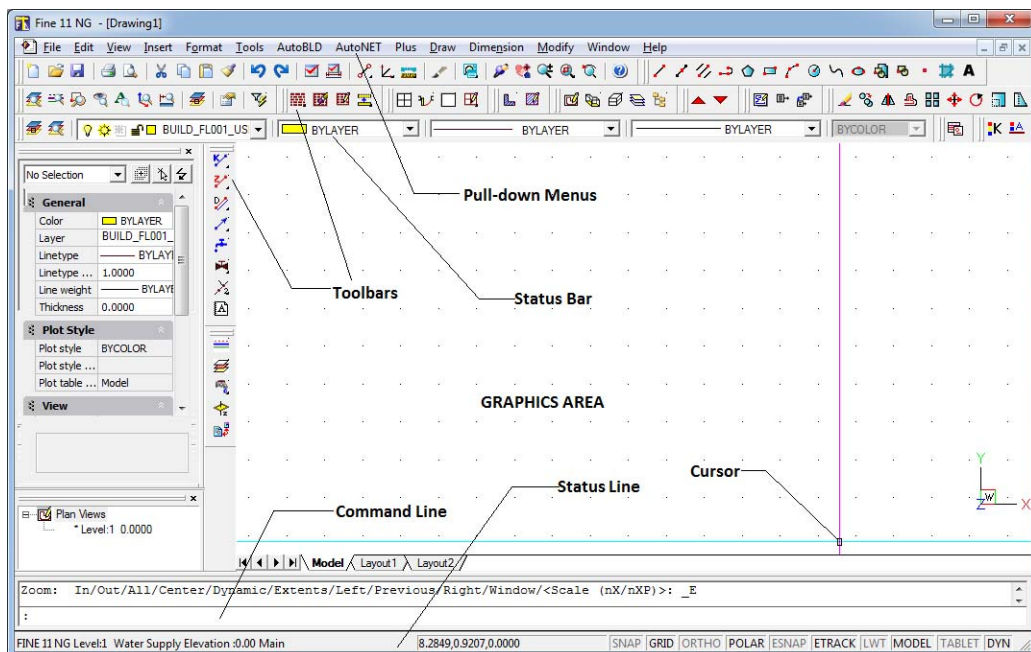 Fine 11 NG - [Drawing1]
File Edit View Insert Format Tools AutoBLD AutoNET Plus Draw Dimension Modify Window Help
BUILD_FL001_US BYLAYER BYLAYER BYLAYER BYCOLOR
No Selection
General
Color BYLAYER
Layer BUILD_FL001_
Linetype BYLAYI
Linetype ... 1.0000
Line weight BYLAYE
Thickness 0.0000
Plot Style
Plot style BYCOLOR
Plot style ...
Plot table ... Model
View
Pull-down Menus
Toolbars
Status Bar
GRAPHICS AREA
Cursor
Status Line
Command Line
Y
W
Z X
Plan Views
* Level:1 0.0000
Model Layout1 Layout2
Zoom: In/Out/All/Center/Dynamic/Extents/Left/Previous/Right/Window/<Scale (nX/nXP)>: _E
:
FINE 11 NG Level:1 Water Supply Elevation :0.00 Main 8.2849,0.9207,0.0000 SNAP GRID ORTHO POLAR ESNAP ETRACK LWT MODEL TABLET DYN